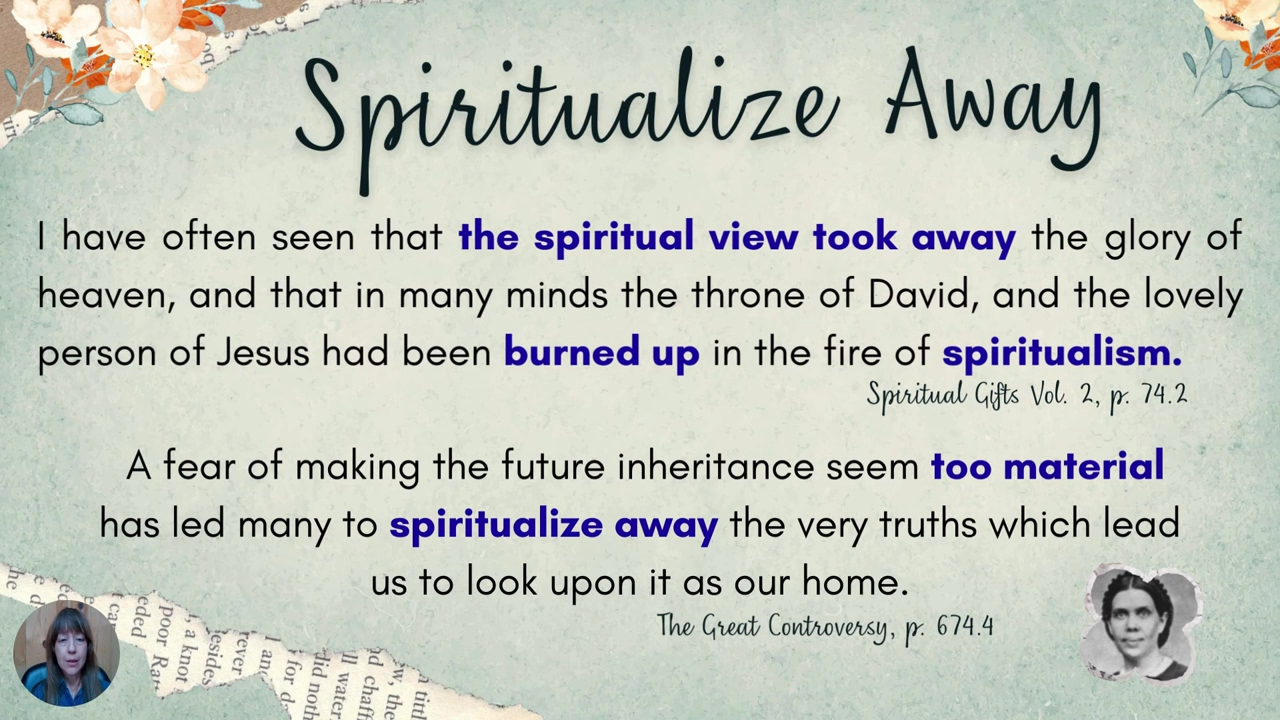 Spiritualize Away
I have often seen that the spiritual view took away the glory of
heaven, and that in many minds the throne of David, and the lovely
person of Jesus had been burned up in the fire of spiritualism.
Spiritual Gifts Vol. 2, p. 74.2
A fear of making the future inheritance seem too material
has led many to spiritualize away the very truths which lead
us to look upon it as our home.
The Great Controversy, p. 674.4
poor
a knot